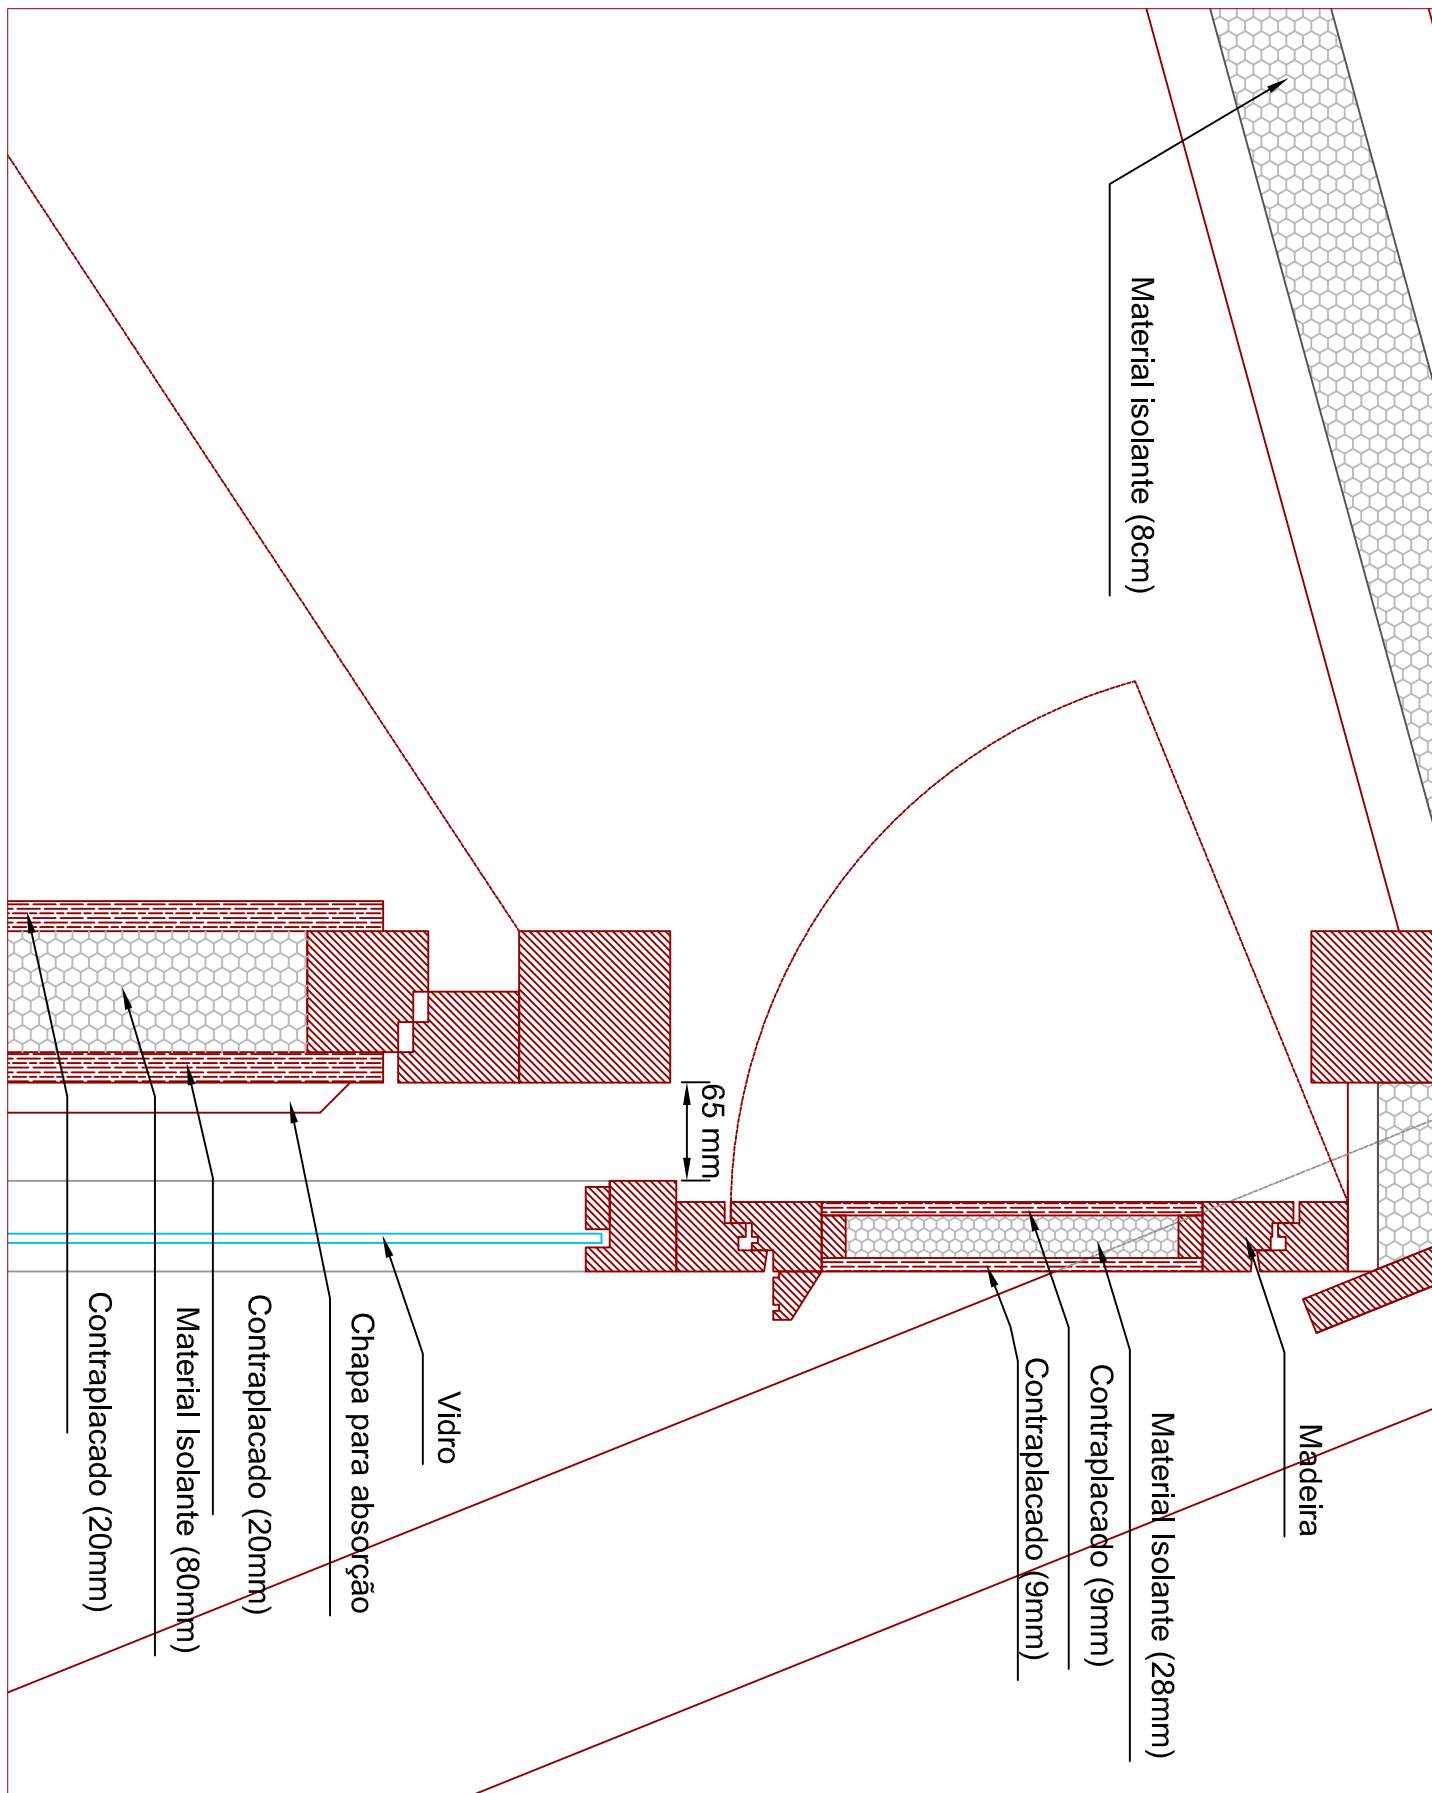 Material isolante (8cm)
65 mm
Madeira
Material Isolante (28mm)
Contraplacado (9mm)
Contraplacado (9mm)
Vidro
Chapa para absorção
Contraplacado (20mm)
Material Isolante (80mm)
Contraplacado (20mm)